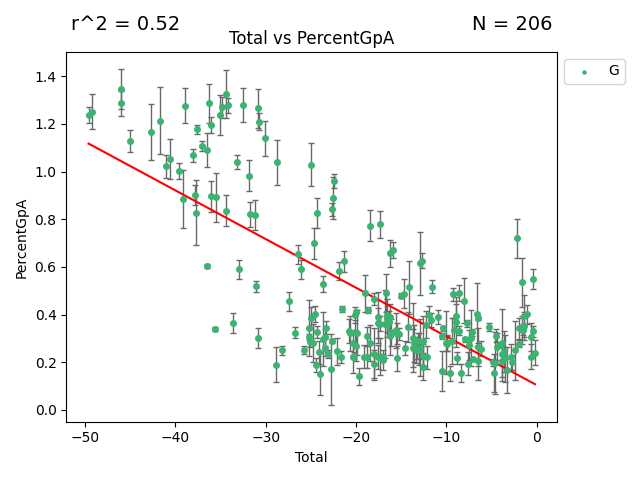 r^2 = 0.52
N = 206
Total vs PercentGpA
G
1.4
1.2
1.0
0.8
0.6
0.4
0.2
0.0
PercentGpA
−50
−40
−30
−20
−10
0
Total